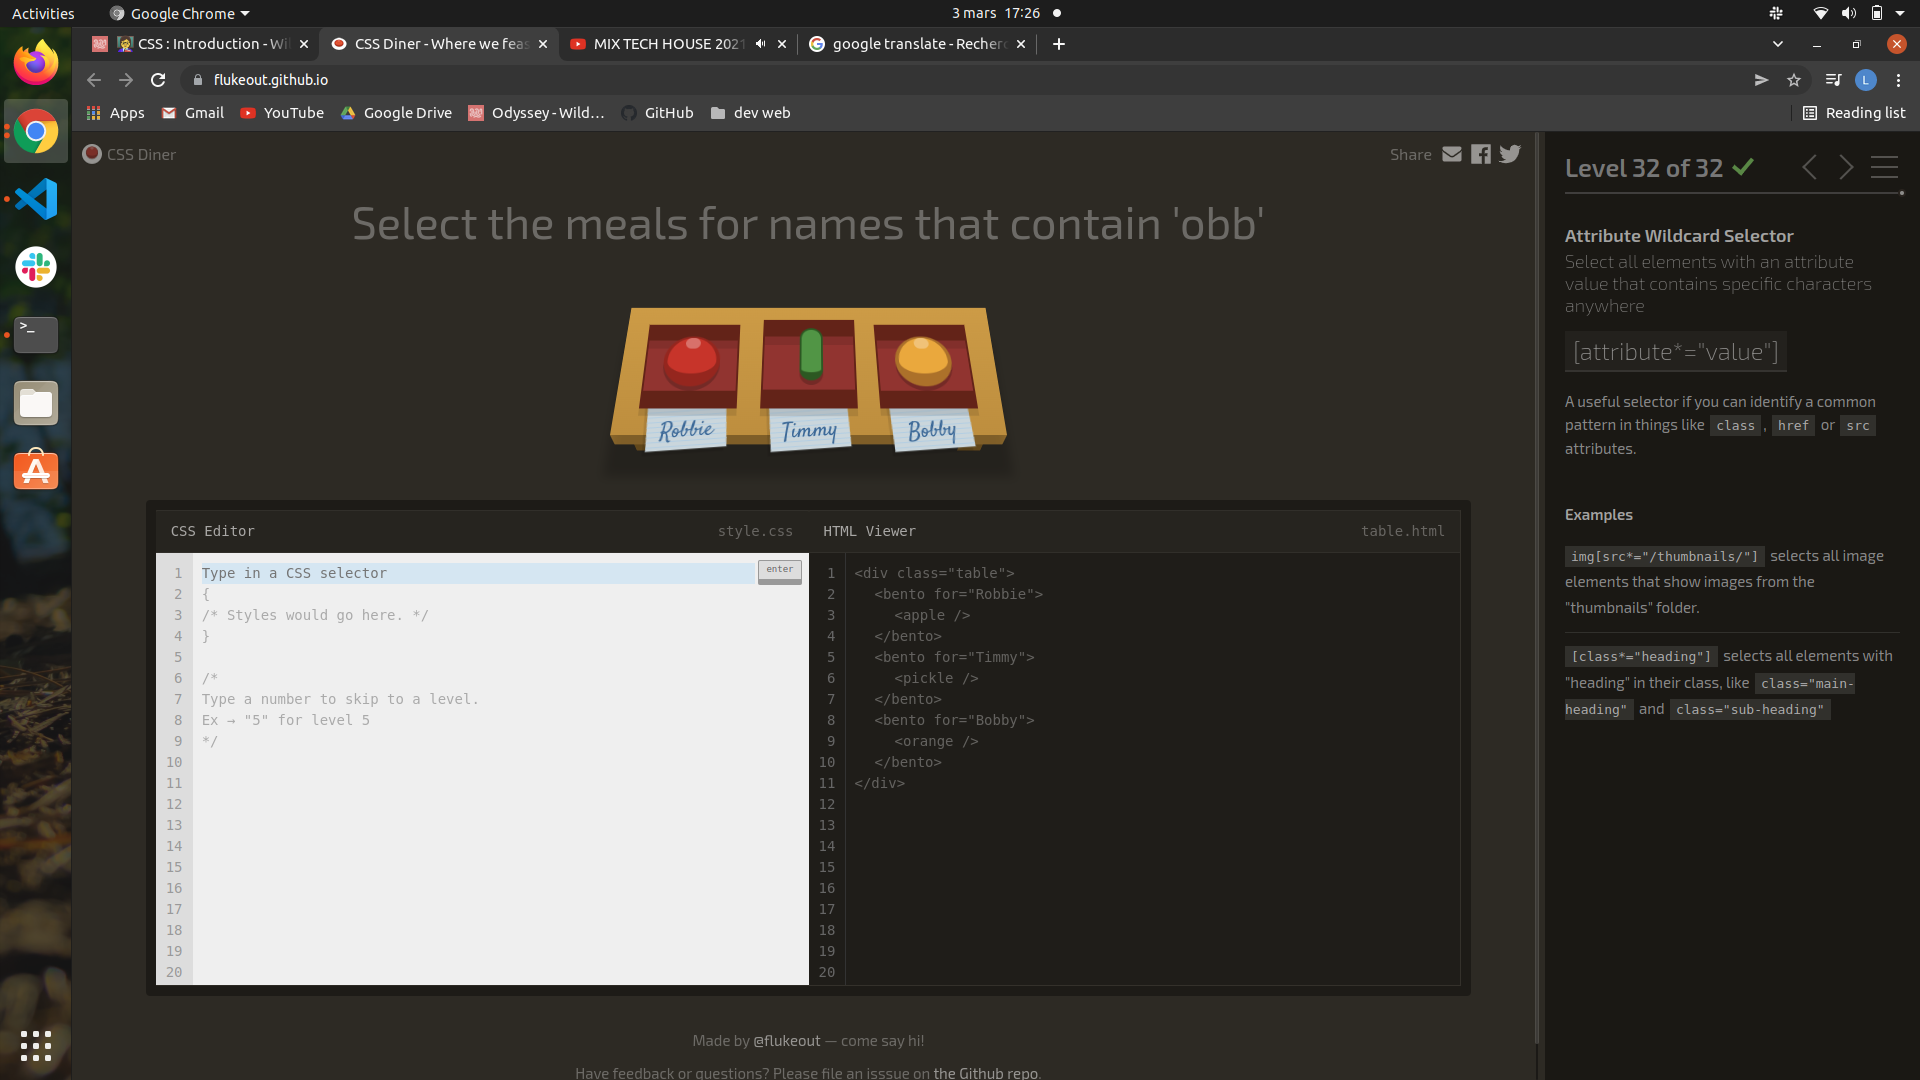 Activities
Google Chrome
3 mars 17:26
CSS : Introduction - Wil
CSS Diner - Where we feas
MIX TECH HOUSE 2021
google translate - Recherc
flukeout.github.io
L
Apps
Gmail
YouTube
Google Drive
Odyssey - Wild…
GitHub
dev web
Reading list
CSS Diner
Share
Select the meals for names that contain 'obb'
Robbie
Timmy
Bobby
CSS Editor
style.css
HTML Viewer
table.html
1 Type in a CSS selector
enter
2 {
3 /* Styles would go here. */
4 }
5
6 /*
7 Type a number to skip to a level.
8 Ex → "5" for level 5
9 */
10
11
12
13
14
15
16
17
18
19
20
1 <div class="table">
2 <bento for="Robbie">
3 <apple />
4 </bento>
5 <bento for="Timmy">
6 <pickle />
7 </bento>
8 <bento for="Bobby">
9 <orange />
10 </bento>
11 </div>
12
13
14
15
16
17
18
19
20
Made by @flukeout — come say hi!
Have feedback or questions? Please file an isssue on the Github repo.
Level 32 of 32
Attribute Wildcard Selector
Select all elements with an attribute
value that contains specific characters
anywhere
[attribute*="value"]
A useful selector if you can identify a common
pattern in things like class , href or src
attributes.
Examples
img[src*="/thumbnails/"] selects all image
elements that show images from the
"thumbnails" folder.
[class*="heading"] selects all elements with
"heading" in their class, like class="main-
heading" and class="sub-heading"